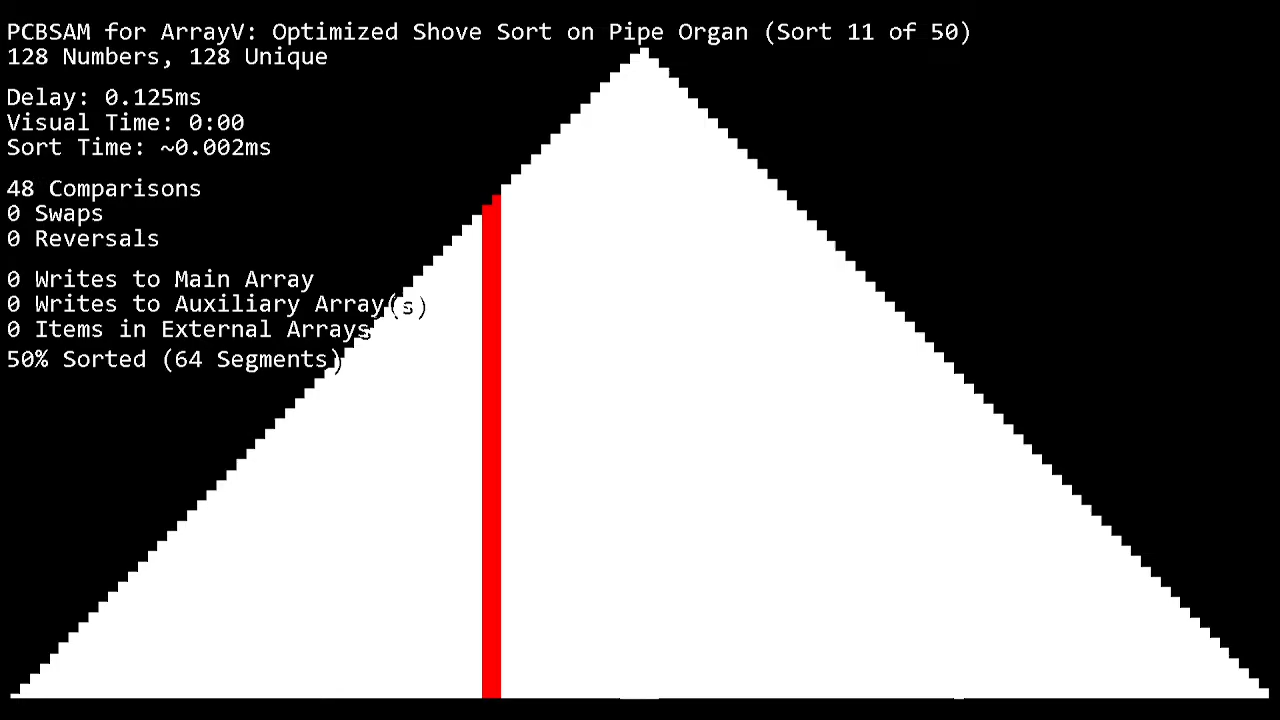 PCBSAM for ArrayV: Optimized Shove Sort on Pipe Organ (Sort 11 of 50)
128 Numbers, 128 Unique
Delay: 0.125ms
Visual Time: 0:00
Sort Time: ~0.002ms
48 Comparisons
0 Swaps
0 Reversals
0 Writes to Main Array
0 Writes to Auxiliary Array(s)
0 Items in External Arrays
50% Sorted (64 Segments)